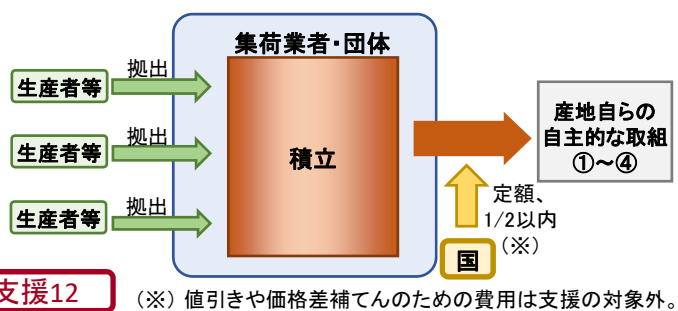 集荷業者・団体
拠出
生産者等
拠出
生産者等
拠出
生産者等
積立
産地自らの
自主的な取組
①～④
定額、
1/2以内
（※）
国
支援12
（※）値引きや価格差補てんのための費用は支援の対象外。